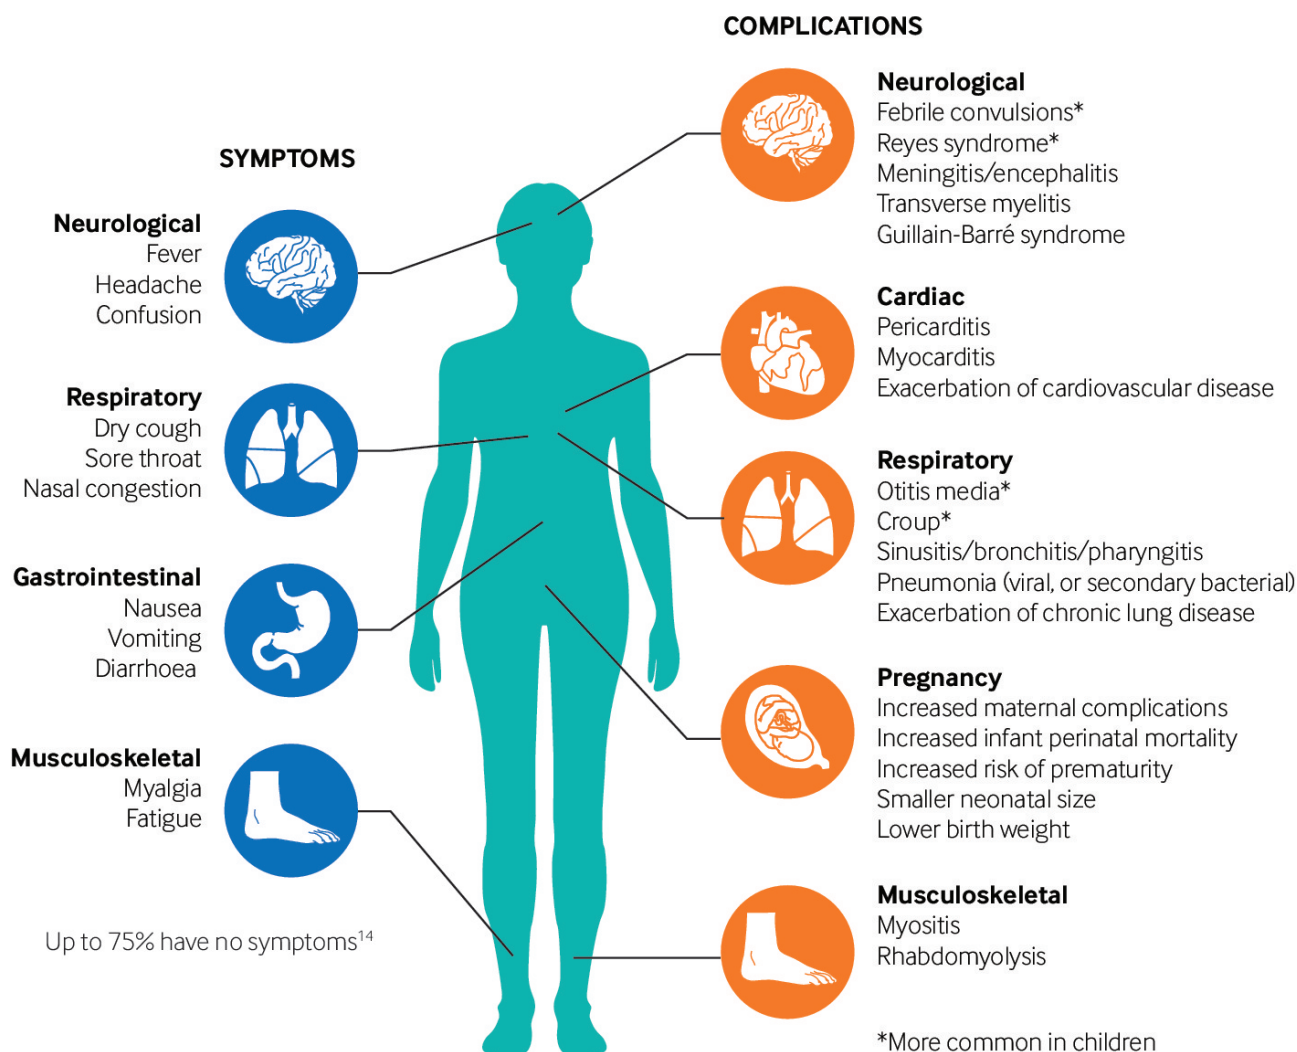 SYMPTOMS
Neurological
Fever
Headache
Confusion
Respiratory
Dry cough
Sore throat
Nasal congestion
Gastrointestinal
Nausea
Vomiting
Diarrhoea
Musculoskeletal
Myalgia
Fatigue
Up to 75% have no symptoms¹⁴
COMPLICATIONS
Neurological
Febrile convulsions*
Reyes syndrome*
Meningitis/encephalitis
Transverse myelitis
Guillain-Barré syndrome
Cardiac
Pericarditis
Myocarditis
Exacerbation of cardiovascular disease
Respiratory
Otitis media*
Croup*
Sinusitis/bronchitis/pharyngitis
Pneumonia (viral, or secondary bacterial)
Exacerbation of chronic lung disease
Pregnancy
Increased maternal complications
Increased infant perinatal mortality
Increased risk of prematurity
Smaller neonatal size
Lower birth weight
Musculoskeletal
Myositis
Rhabdomyolysis
*More common in children